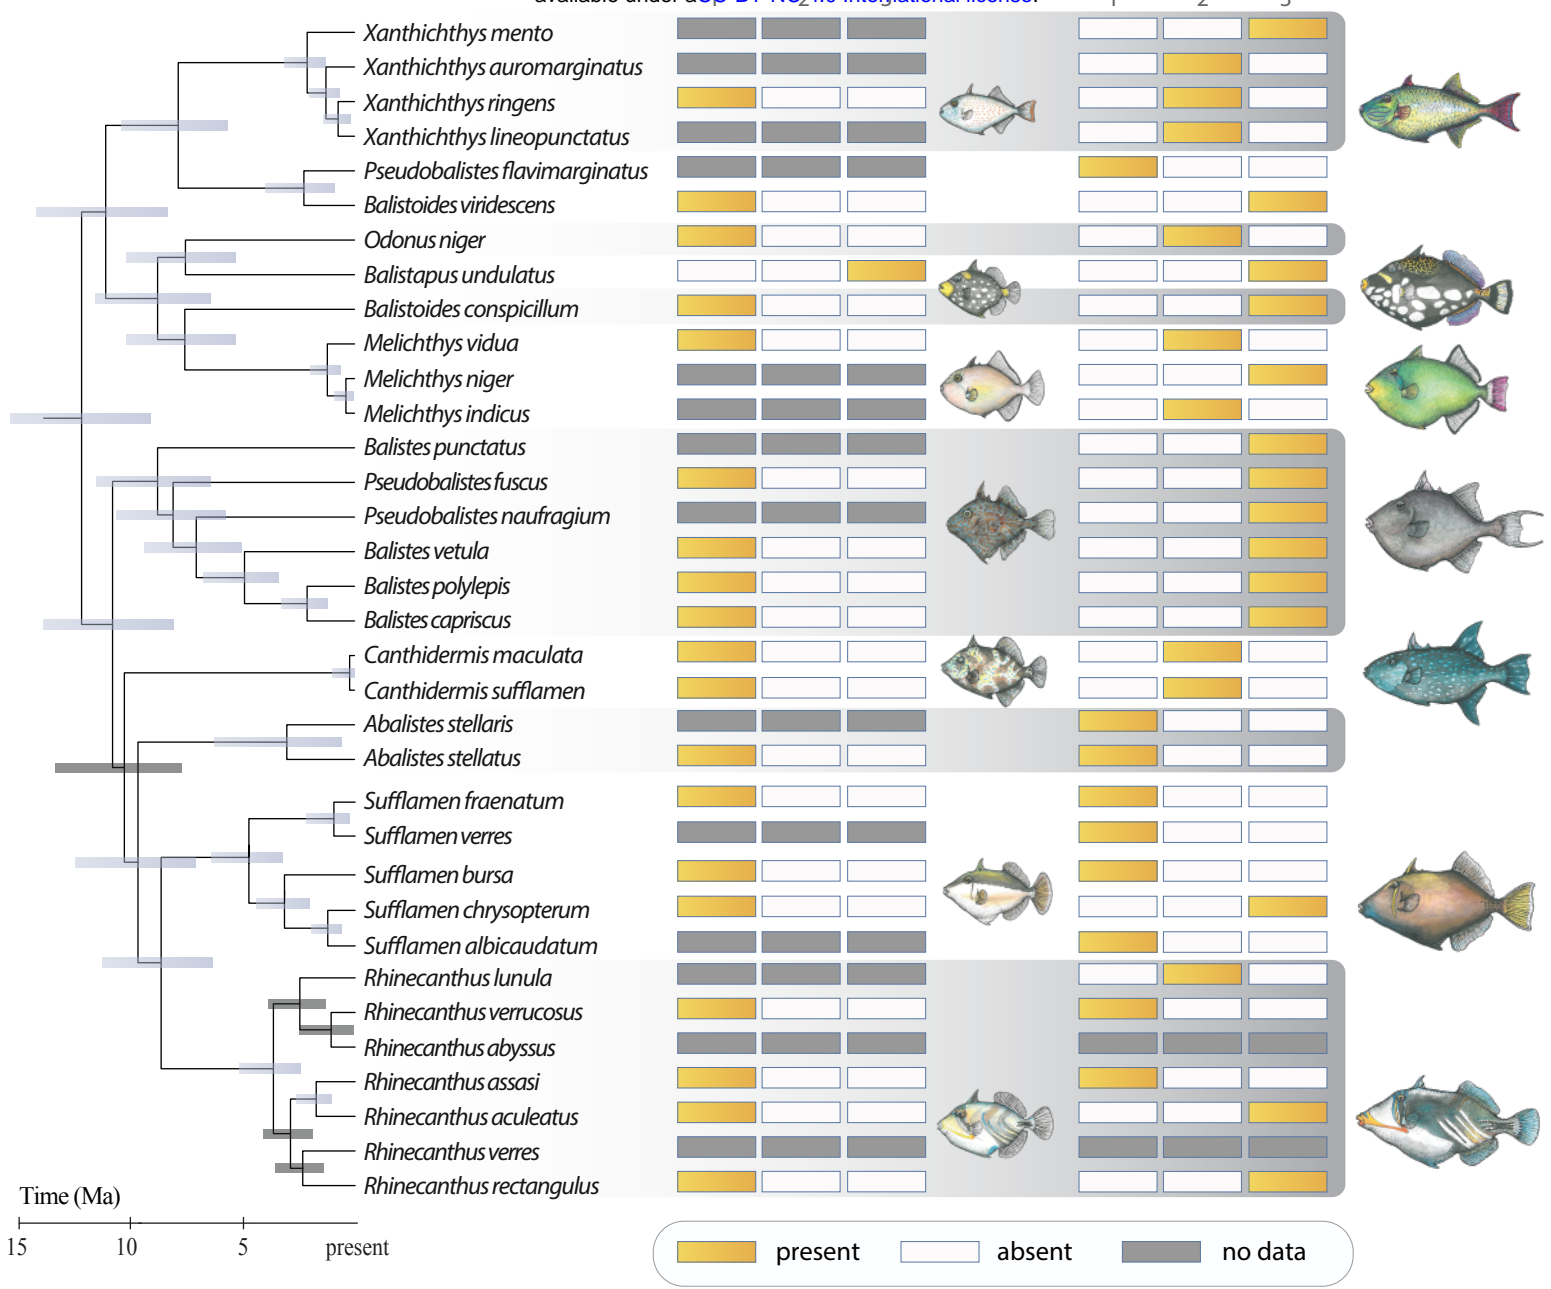 available under a
International license.
Xanthichthys mento
Xanthichthys auromarginatus
Xanthichthys ringens
Xanthichthys lineopunctatus
Pseudobalistes flavimarginatus
Balistoides viridescens
Odonus niger
Balistapus undulatus
Balistoides conspicillum
Melichthys vidua
Melichthys niger
Melichthys indicus
Balistes punctatus
Pseudobalistes fuscus
Pseudobalistes naufragium
Balistes vetula
Balistes polylepis
Balistes capriscus
Canthidermis maculata
Canthidermis sufflamen
Abalistes stellaris
Abalistes stellatus
Sufflamen fraenatum
Sufflamen verres
Sufflamen bursa
Sufflamen chrysopterum
Sufflamen albicaudatum
Rhinecanthus lunula
Rhinecanthus verrucosus
Rhinecanthus abyssus
Rhinecanthus assasi
Rhinecanthus aculeatus
Rhinecanthus verres
Rhinecanthus rectangulus
Time (Ma)
15 10 5 present
present absent no data